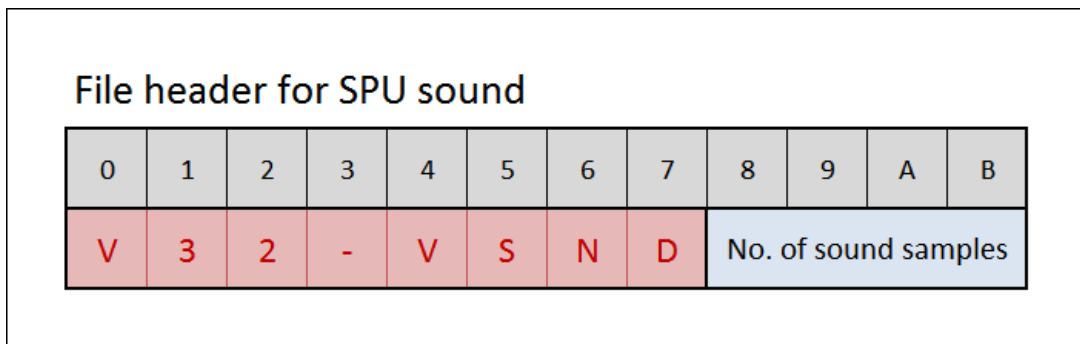 File header for SPU sound
0 1 2 3 4 5 6 7 8 9 A B
V 3 2 - V S N D No. of sound samples